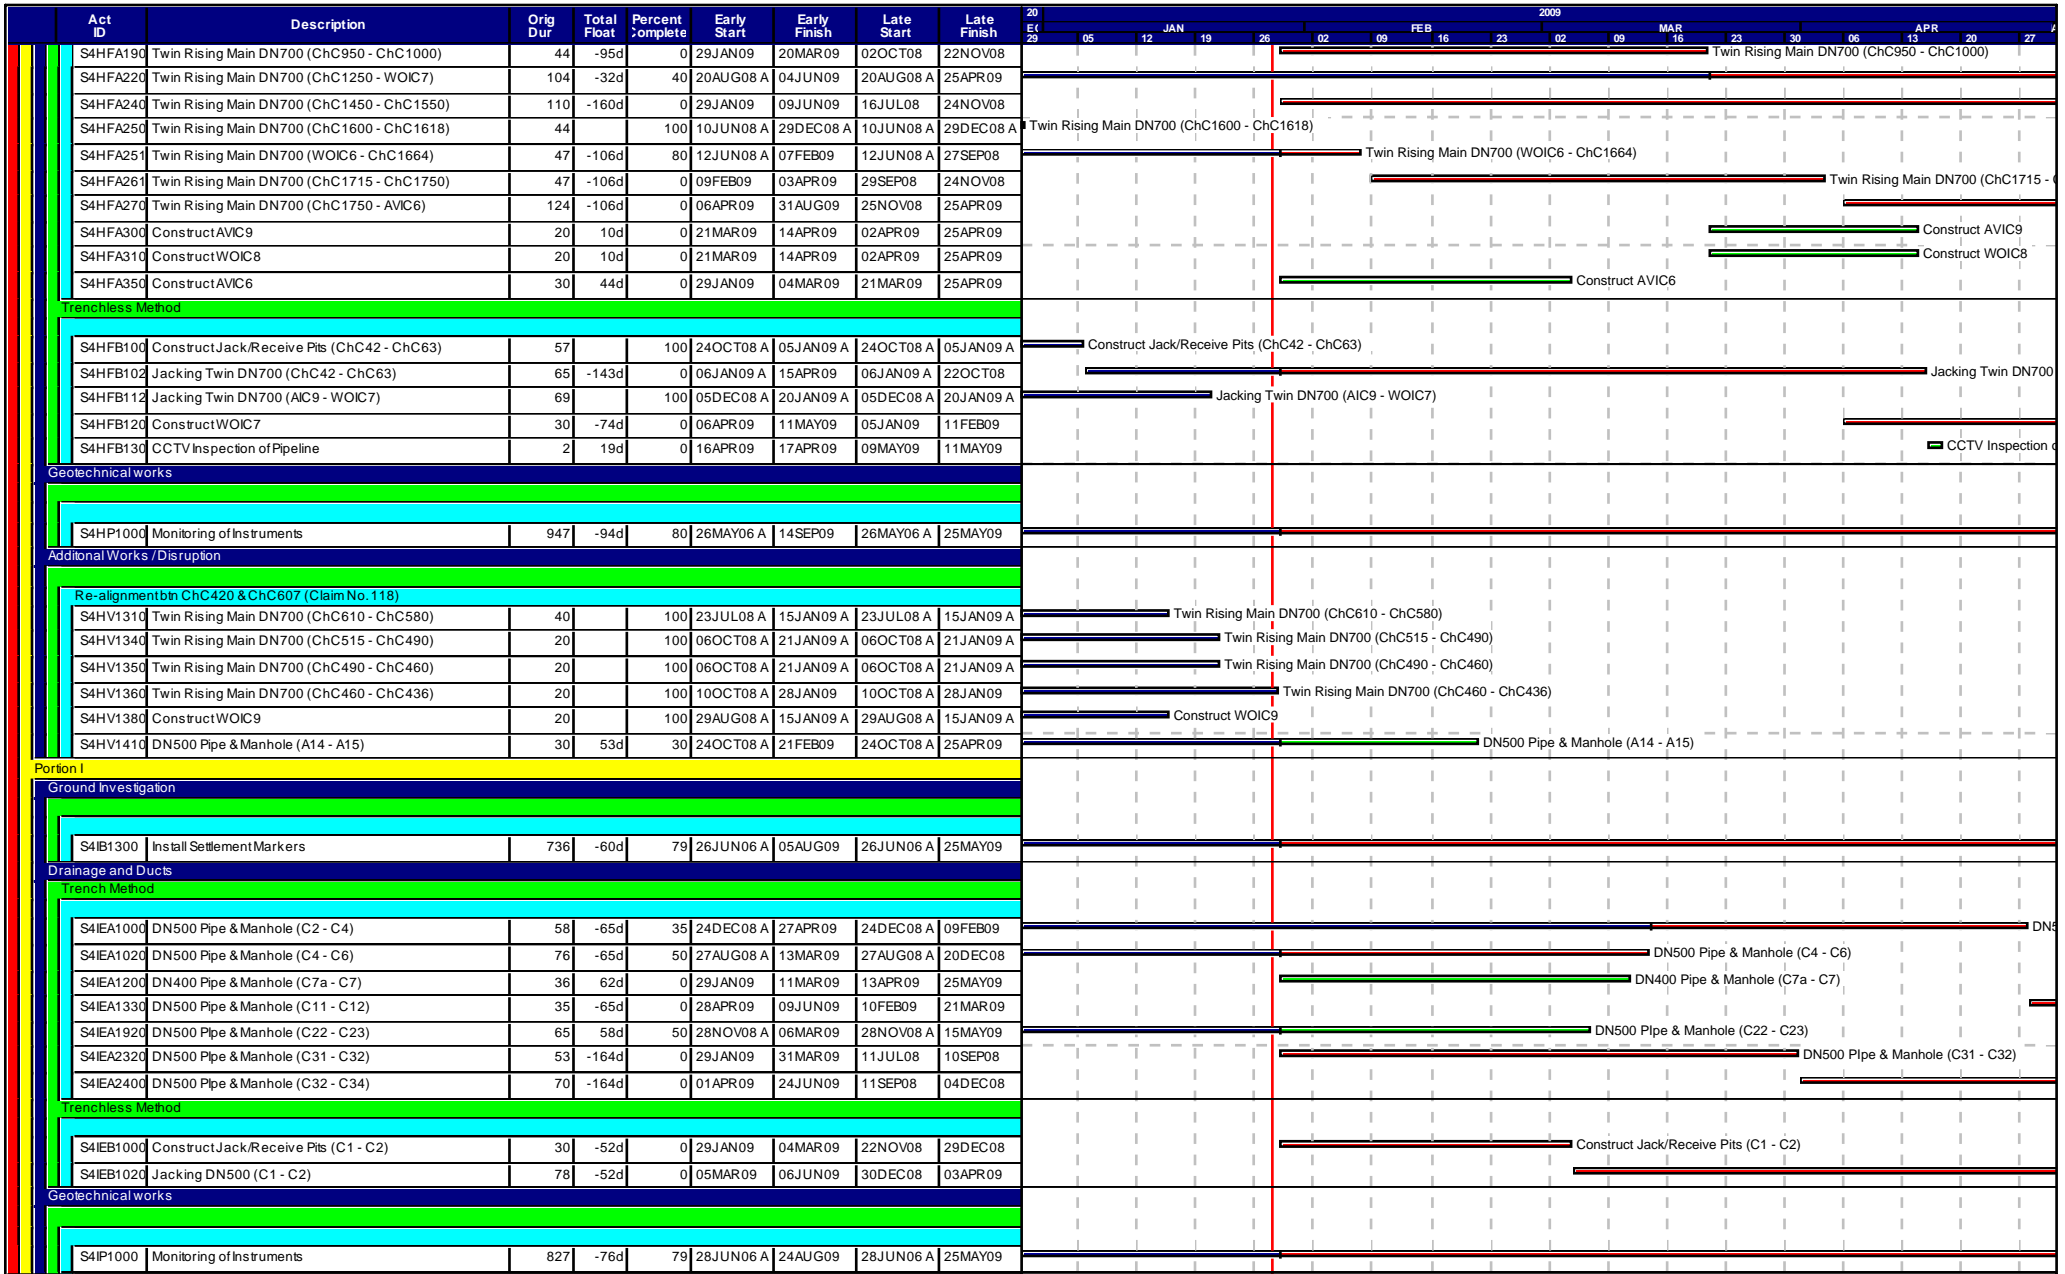 Act ID Description Orig Dur Total Float Percent Complete Early Start Early Finish Late Start Late Finish
20 2009
JAN FEB MAR APR
29 05 12 19 26 02 09 16 23 02 09 16 23 30 06 13 20 27
S4HFA190 Twin Rising Main DN700 (ChC950 - ChC1000) 44 -95d 0 29JAN09 20MAR09 02OCT08 22NOV08 Twin Rising Main DN700 (ChC950 - ChC1000)
S4HFA220 Twin Rising Main DN700 (ChC1250 - WOIC7) 104 -32d 40 20AUG08 A 04JUN09 20AUG08 A 25APR09
S4HFA240 Twin Rising Main DN700 (ChC1450 - ChC1550) 110 -160d 0 29JAN09 09JUN09 16JUL08 24NOV08
S4HFA250 Twin Rising Main DN700 (ChC1600 - ChC1618) 44 100 10JUN08 A 29DEC08 A 10JUN08 A 29DEC08 A Twin Rising Main DN700 (ChC1600 - ChC1618)
S4HFA251 Twin Rising Main DN700 (WOIC6 - ChC1664) 47 -106d 80 12JUN08 A 07FEB09 12JUN08 A 27SEP08 Twin Rising Main DN700 (WOIC6 - ChC1664)
S4HFA261 Twin Rising Main DN700 (ChC1715 - ChC1750) 47 -106d 0 09FEB09 03APR09 29SEP08 24NOV08 Twin Rising Main DN700 (ChC1715 -
S4HFA270 Twin Rising Main DN700 (ChC1750 - AVIC6) 124 -106d 0 06APR09 31AUG09 25NOV08 25APR09
S4HFA300 Construct AVIC9 20 10d 0 21MAR09 14APR09 02APR09 25APR09 Construct AVIC9
S4HFA310 Construct WOIC8 20 10d 0 21MAR09 14APR09 02APR09 25APR09 Construct WOIC8
S4HFA350 Construct AVIC6 30 44d 0 29JAN09 04MAR09 21MAR09 25APR09 Construct AVIC6
Trenchless Method
S4HFB100 Construct Jack/Receive Pits (ChC42 - ChC63) 57 100 24OCT08 A 05JAN09 A 24OCT08 A 05JAN09 A Construct Jack/Receive Pits (ChC42 - ChC63)
S4HFB102 Jacking Twin DN700 (ChC42 - ChC63) 65 -143d 0 06JAN09 A 15APR09 06JAN09 A 22OCT08 Jacking Twin DN700
S4HFB112 Jacking Twin DN700 (AIC9 - WOIC7) 69 100 05DEC08 A 20JAN09 A 05DEC08 A 20JAN09 A Jacking Twin DN700 (AIC9 - WOIC7)
S4HFB120 Construct WOIC7 30 -74d 0 06APR09 11MAY09 05JAN09 11FEB09
S4HFB130 CCTV Inspection of Pipeline 2 19d 0 16APR09 17APR09 09MAY09 11MAY09 CCTV Inspection
Geotechnical works
S4HP1000 Monitoring of Instruments 947 -94d 80 26MAY06 A 14SEP09 26MAY06 A 25MAY09
Additonal Works / Disruption
Re-alignment btn ChC420 & ChC607 (Claim No. 118)
S4HV1310 Twin Rising Main DN700 (ChC610 - ChC580) 40 100 23JUL08 A 15JAN09 A 23JUL08 A 15JAN09 A Twin Rising Main DN700 (ChC610 - ChC580)
S4HV1340 Twin Rising Main DN700 (ChC515 - ChC490) 20 100 06OCT08 A 21JAN09 A 06OCT08 A 21JAN09 A Twin Rising Main DN700 (ChC515 - ChC490)
S4HV1350 Twin Rising Main DN700 (ChC490 - ChC460) 20 100 06OCT08 A 21JAN09 A 06OCT08 A 21JAN09 A Twin Rising Main DN700 (ChC490 - ChC460)
S4HV1360 Twin Rising Main DN700 (ChC460 - ChC436) 20 100 10OCT08 A 28JAN09 10OCT08 A 28JAN09 Twin Rising Main DN700 (ChC460 - ChC436)
S4HV1380 Construct WOIC9 20 100 29AUG08 A 15JAN09 A 29AUG08 A 15JAN09 A Construct WOIC9
S4HV1410 DN500 Pipe & Manhole (A14 - A15) 30 53d 30 24OCT08 A 21FEB09 24OCT08 A 25APR09 DN500 Pipe & Manhole (A14 - A15)
Portion I
Ground Investigation
S4IB1300 Install Settlement Markers 736 -60d 79 26JUN06 A 05AUG09 26JUN06 A 25MAY09
Drainage and Ducts
Trench Method
S4IEA1000 DN500 Pipe & Manhole (C2 - C4) 58 -65d 35 24DEC08 A 27APR09 24DEC08 A 09FEB09
S4IEA1020 DN500 Pipe & Manhole (C4 - C6) 76 -65d 50 27AUG08 A 13MAR09 27AUG08 A 20DEC08 DN500 Pipe & Manhole (C4 - C6)
S4IEA1200 DN400 Pipe & Manhole (C7a - C7) 36 62d 0 29JAN09 11MAR09 13APR09 25MAY09 DN400 Pipe & Manhole (C7a - C7)
S4IEA1330 DN500 Pipe & Manhole (C11 - C12) 35 -65d 0 28APR09 09JUN09 10FEB09 21MAR09
S4IEA1920 DN500 PIpe & Manhole (C22 - C23) 65 58d 50 28NOV08 A 06MAR09 28NOV08 A 15MAY09 DN500 PIpe & Manhole (C22 - C23)
S4IEA2320 DN500 PIpe & Manhole (C31 - C32) 53 -164d 0 29JAN09 31MAR09 11JUL08 10SEP08 DN500 PIpe & Manhole (C31 - C32)
S4IEA2400 DN500 PIpe & Manhole (C32 - C34) 70 -164d 0 01APR09 24JUN09 11SEP08 04DEC08
Trenchless Method
S4IEB1000 Construct Jack/Receive Pits (C1 - C2) 30 -52d 0 29JAN09 04MAR09 22NOV08 29DEC08 Construct Jack/Receive Pits (C1 - C2)
S4IEB1020 Jacking DN500 (C1 - C2) 78 -52d 0 05MAR09 06JUN09 30DEC08 03APR09
Geotechnical works
S4IP1000 Monitoring of Instruments 827 -76d 79 28JUN06 A 24AUG09 28JUN06 A 25MAY09